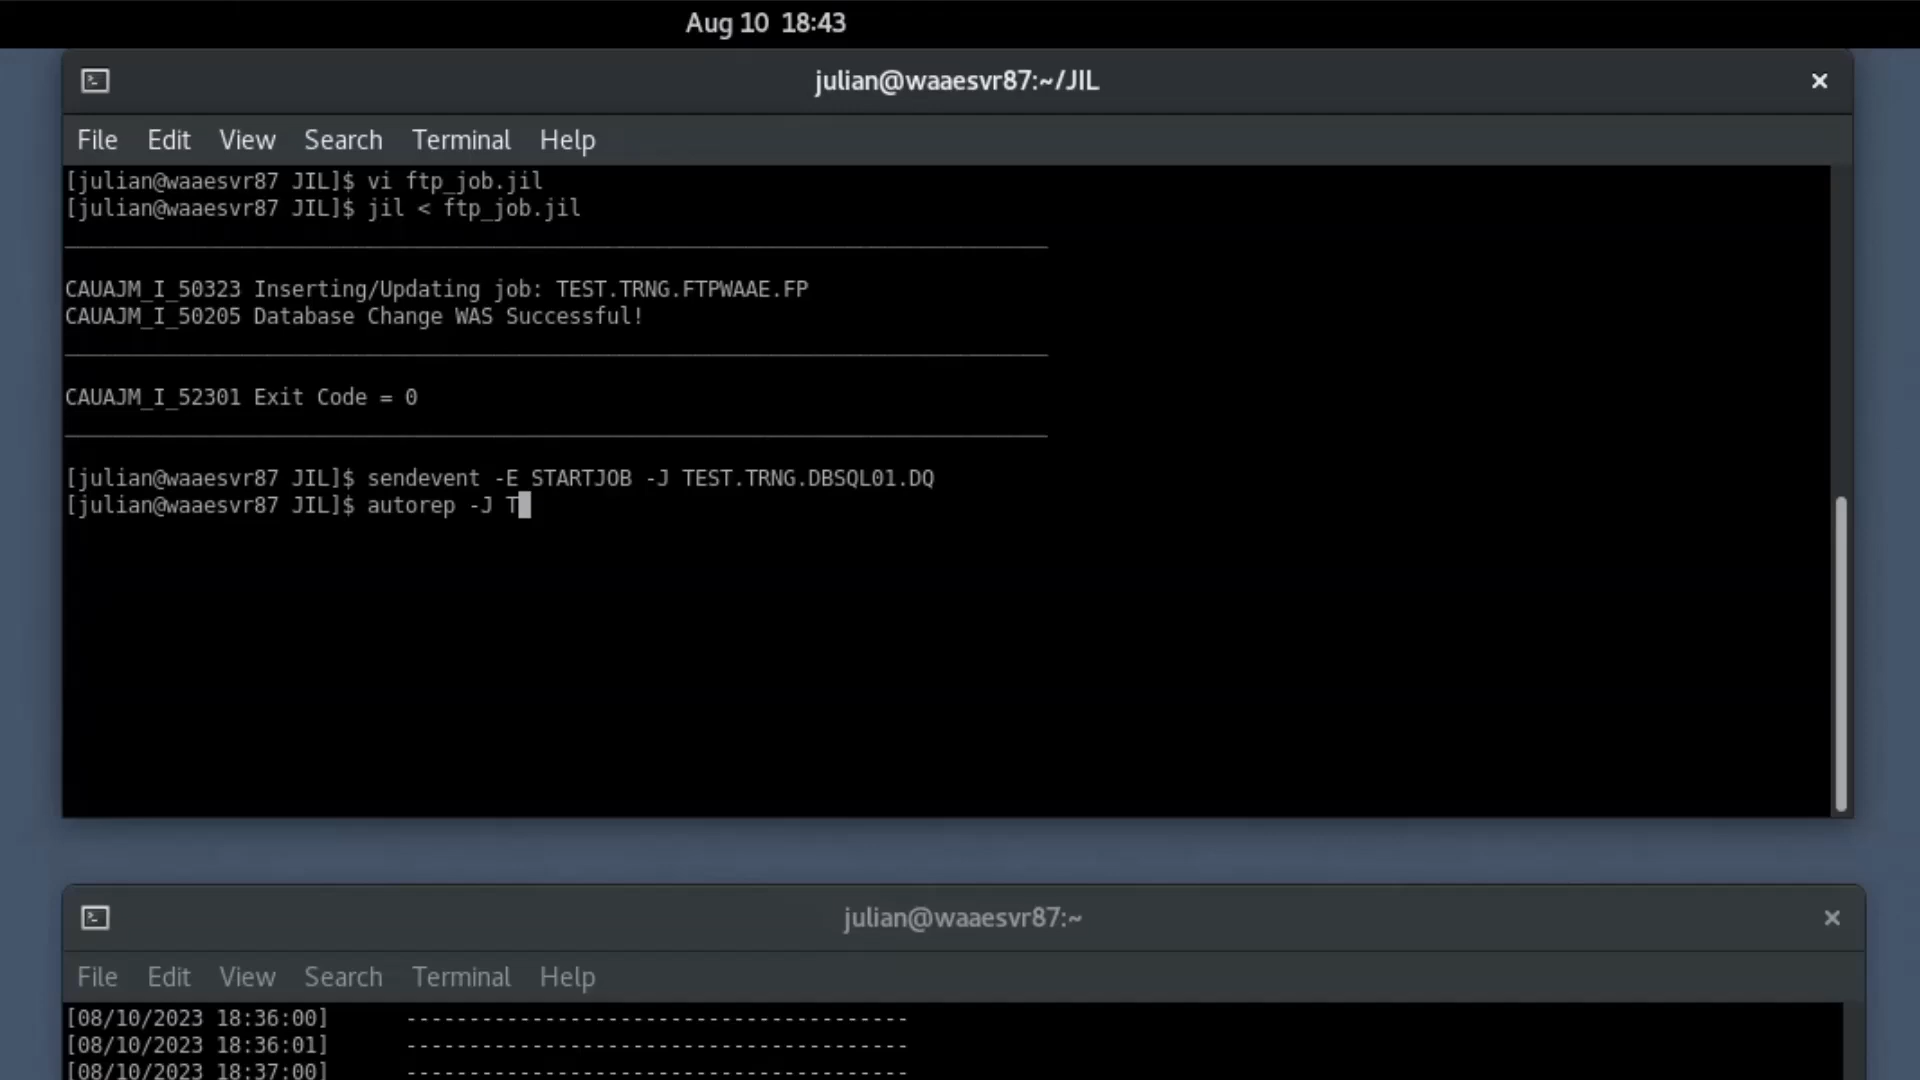 Aug 10 18:43
julian@waaesvr87:~/JIL
File Edit View Search Terminal Help
[julian@waaesvr87 JIL]$ vi ftp_job.jil
[julian@waaesvr87 JIL]$ jil < ftp_job.jil
CAUAJM_I_50323 Inserting/Updating job: TEST.TRNG.FTPWAAE.FP
CAUAJM_I_50205 Database Change WAS Successful!
CAUAJM_I_52301 Exit Code = 0
[julian@waaesvr87 JIL]$ sendevent -E STARTJOB -J TEST.TRNG.DBSQL01.DQ
[julian@waaesvr87 JIL]$ autorep -J T
julian@waaesvr87:~
File Edit View Search Terminal Help
[08/10/2023 18:36:00] ----------------------------------------
[08/10/2023 18:36:01] ----------------------------------------
[08/10/2023 18:37:00] ----------------------------------------